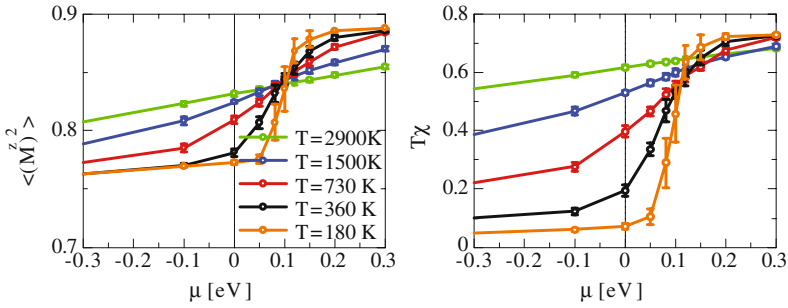 0.9
0.8
0.7
<(M^z)^2>
T=2900K
T=1500K
T=730 K
T=360 K
T=180 K
-0.3 -0.2 -0.1 0 0.1 0.2 0.3
μ [eV]
0.8
0.6
0.4
0.2
0
Tχ
-0.3 -0.2 -0.1 0 0.1 0.2 0.3
μ [eV]